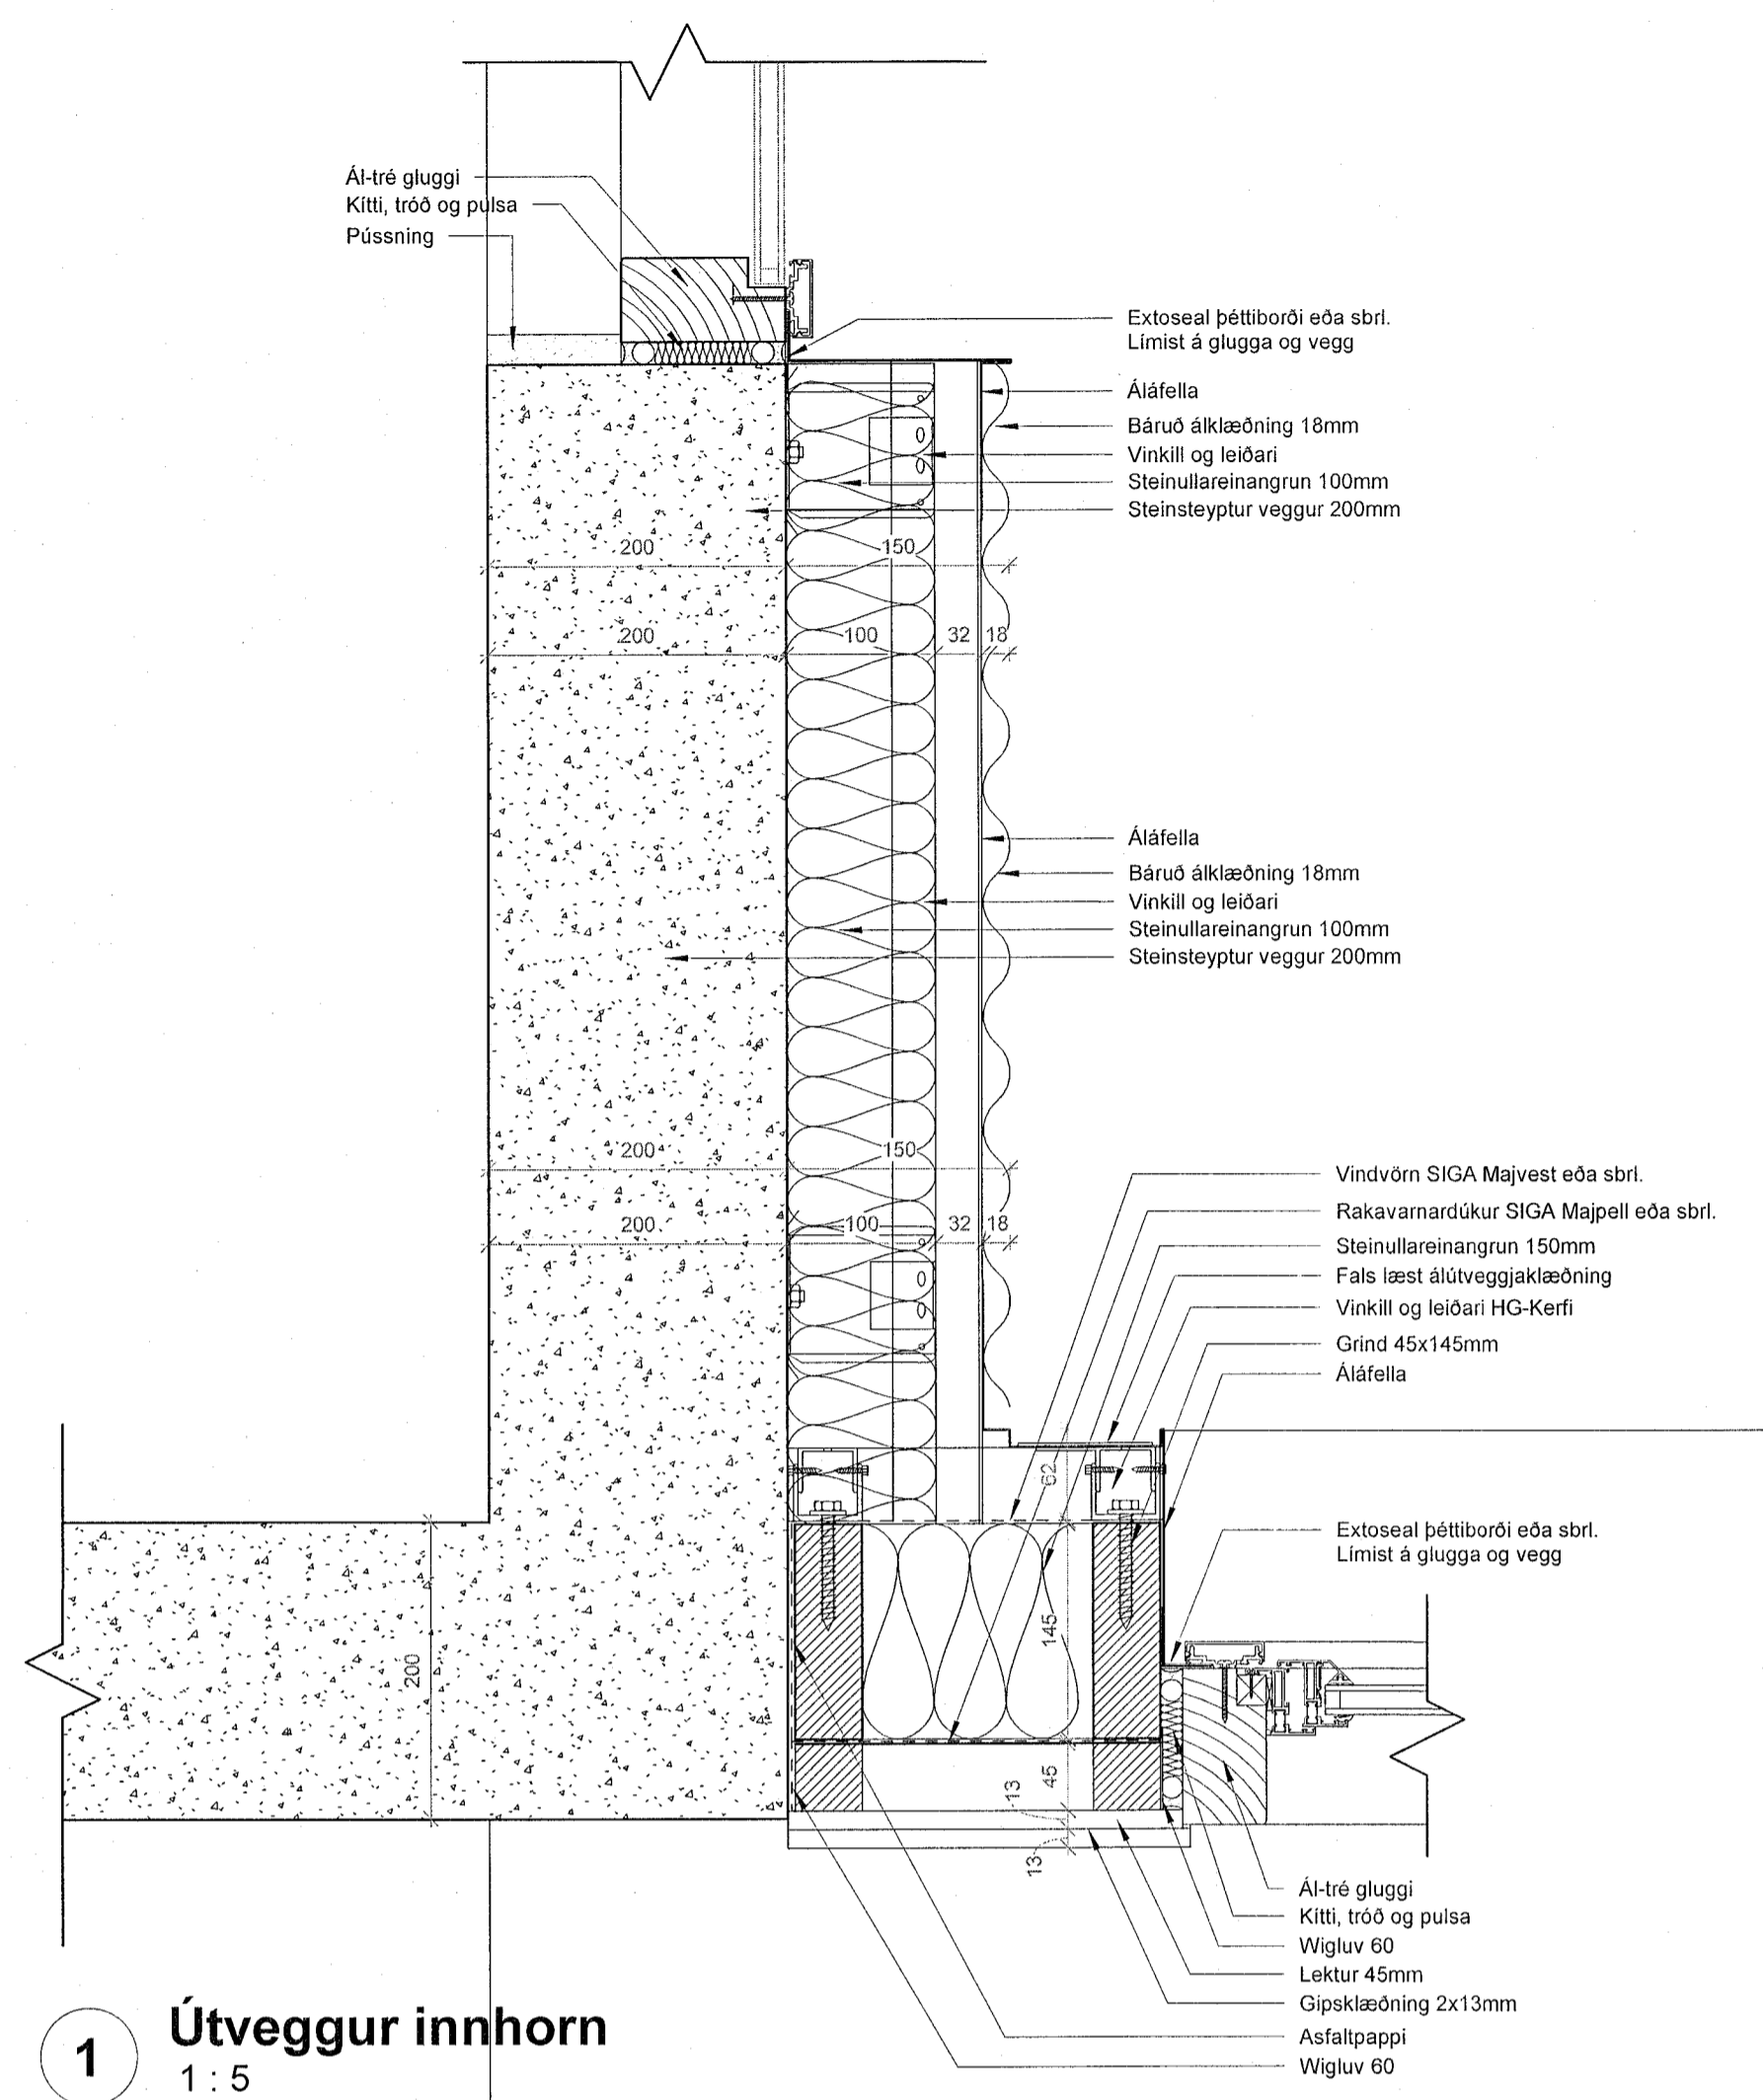 Ál-tré gluggi
Kítti, tróð og pulsa
Pússning
Extoseal þéttiborði eða sbrl.
Límist á glugga og vegg
Áláfella
Báruð álklæðning 18mm
Vinkill og leiðari
Steinullareinangrun 100mm
Steinsteyptur veggur 200mm
200 150
200 100 32 18
Áláfella
Báruð álklæðning 18mm
Vinkill og leiðari
Steinullareinangrun 100mm
Steinsteyptur veggur 200mm
200 150
200 100 32 18
Vindvörn SIGA Majvest eða sbrl.
Rakavarnardúkur SIGA Majpell eða sbrl.
Steinullareinangrun 150mm
Fals læst álútveggjaklæðning
Vinkill og leiðari HG-Kerfi
Grind 45x145mm
Áláfella
62
Extoseal þéttiborði eða sbrl.
Límist á glugga og vegg
145
200
45
13
13
Ál-tré gluggi
Kítti, tróð og pulsa
Wigluv 60
Lektur 45mm
Gipsklæðning 2x13mm
Asfaltpappi
Wigluv 60
1 Útveggur innhorn
1 : 5